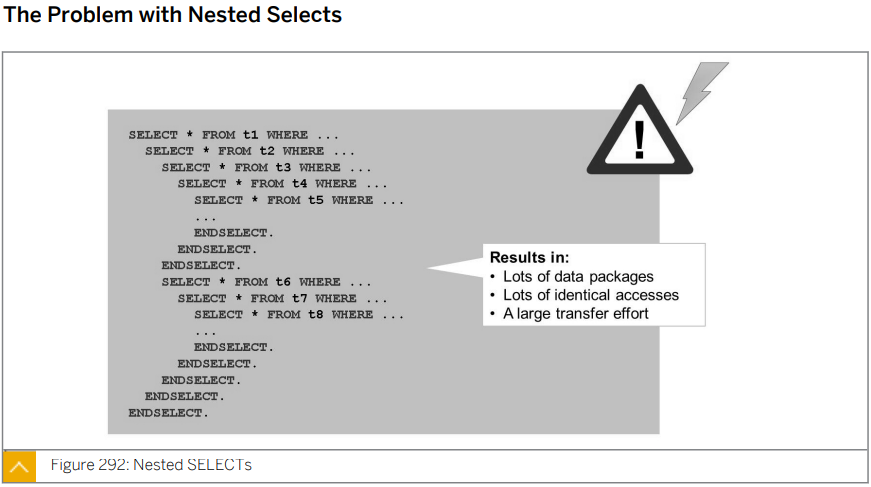 The Problem with Nested Selects
SELECT * FROM t1 WHERE ...
SELECT * FROM t2 WHERE ...
SELECT * FROM t3 WHERE ...
SELECT * FROM t4 WHERE ...
SELECT * FROM t5 WHERE ...
...
ENDSELECT.
ENDSELECT.
ENDSELECT.
SELECT * FROM t6 WHERE ...
SELECT * FROM t7 WHERE ...
SELECT * FROM t8 WHERE ...
...
ENDSELECT.
ENDSELECT.
ENDSELECT.
ENDSELECT.
ENDSELECT.
!
Results in:
• Lots of data packages
• Lots of identical accesses
• A large transfer effort
Figure 292: Nested SELECTs